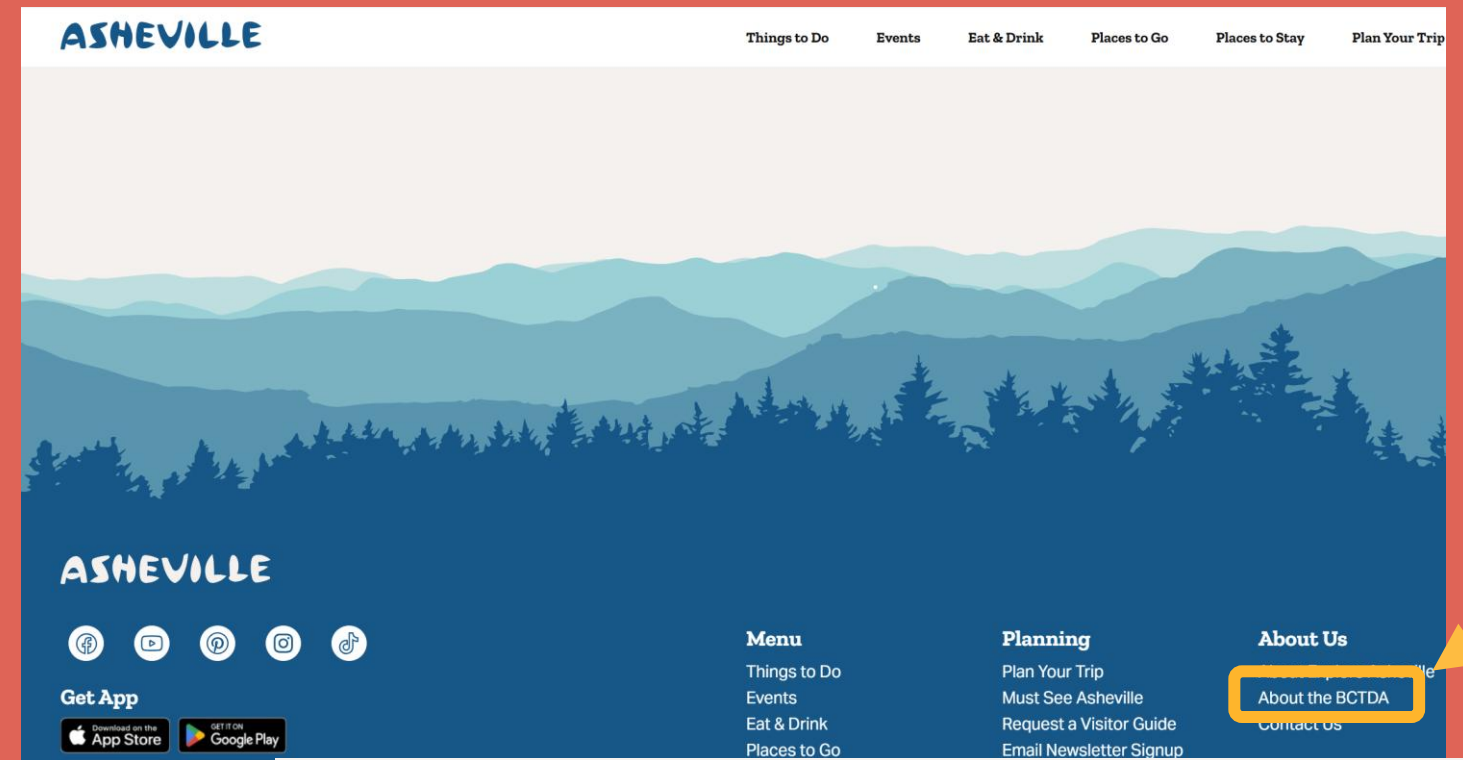 ASHEVILLE
Things to Do Events Eat & Drink Places to Go Places to Stay Plan Your Trip
ASHEVILLE
Get App
Download on the
App Store
GET IT ON
Google Play
Menu
Things to Do
Events
Eat & Drink
Places to Go
Planning
Plan Your Trip
Must See Asheville
Request a Visitor Guide
Email Newsletter Signup
About Us
About the BCTDA
Contact Us